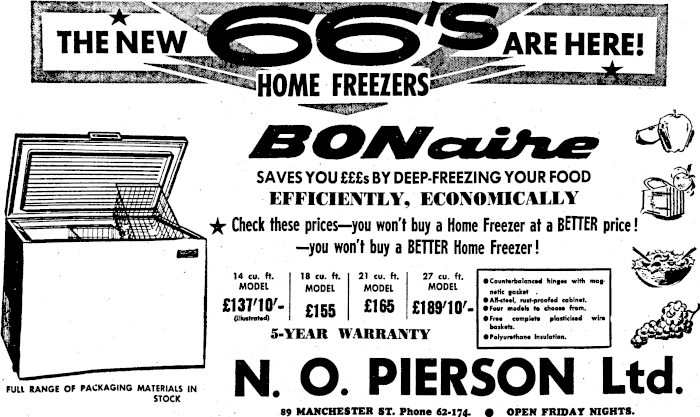 THE NEW 66's ARE HERE!
HOME FREEZERS
BONaire
SAVES YOU £££s BY DEEP-FREEZING YOUR FOOD
EFFICIENTLY, ECONOMICALLY
★ Check these prices—you won't buy a Home Freezer at a BETTER price!
—you won't buy a BETTER Home Freezer!
14 cu. ft.
MODEL
£137'10'-
(illustrated)
18 cu. ft.
MODEL
£155
21 cu. ft.
MODEL
£165
27 cu. ft.
MODEL
£189'10'-
5-YEAR WARRANTY
●Counterbalanced hinges with mag-
netic gasket.
●All-steel, rust-proofed cabinet.
●Four models to choose from.
●Free complete plasticised wire
baskets.
●Polyurethane Insulation.
FULL RANGE OF PACKAGING MATERIALS IN
STOCK
N. O. PIERSON Ltd.
89 MANCHESTER ST. Phone 62-174. ● OPEN FRIDAY NIGHTS.